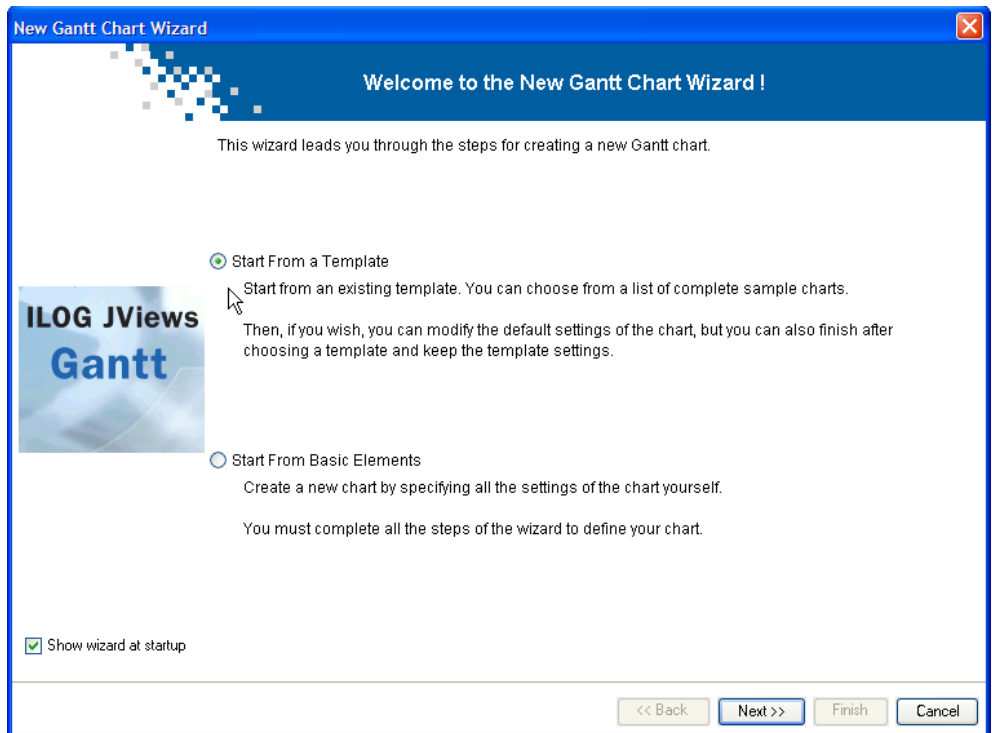 New Gantt Chart Wizard
Welcome to the New Gantt Chart Wizard !
This wizard leads you through the steps for creating a new Gantt chart.
Start From a Template
Start from an existing template. You can choose from a list of complete sample charts.
Then, if you wish, you can modify the default settings of the chart, but you can also finish after
choosing a template and keep the template settings.
ILOG JViews
Gantt
Start From Basic Elements
Create a new chart by specifying all the settings of the chart yourself.
You must complete all the steps of the wizard to define your chart.
Show wizard at startup
<< Back
Next >>
Finish
Cancel